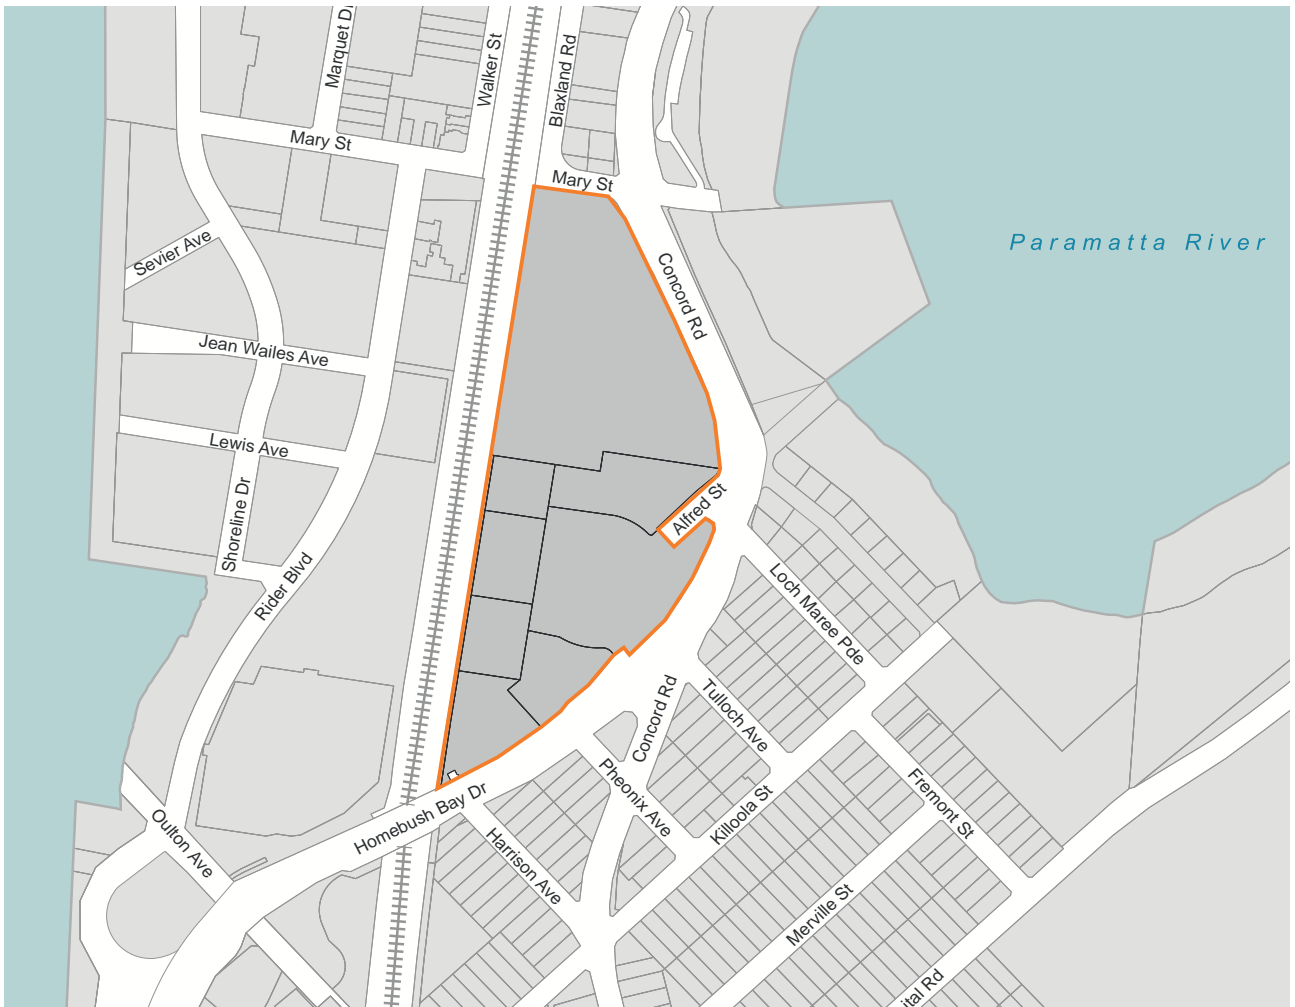 Marquet Dr
Walker St
Blaxland Rd
Mary St
Mary St
Paramatta River
Sevier Ave
Concord Rd
Jean Wailes Ave
Lewis Ave
Shoreline Dr
Alfred St
Rider Blvd
Loch Maree Pde
Tulloch Ave
Concord Rd
Pheonix Ave
Fremont St
Killoola St
Homebush Bay Dr
Oulton Ave
Harrison Ave
Merville St
ital Rd